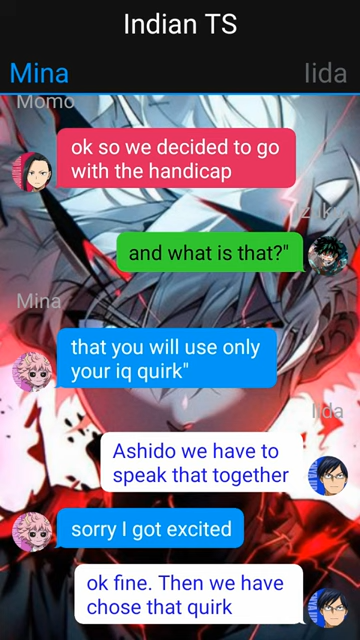 Indian TS
Mina
Iida
Momo
ok so we decided to go
with the handicap
and what is that?"
Mina
that you will use only
your iq quirk"
Iida
Ashido we have to
speak that together
sorry I got excited
ok fine. Then we have
chose that quirk